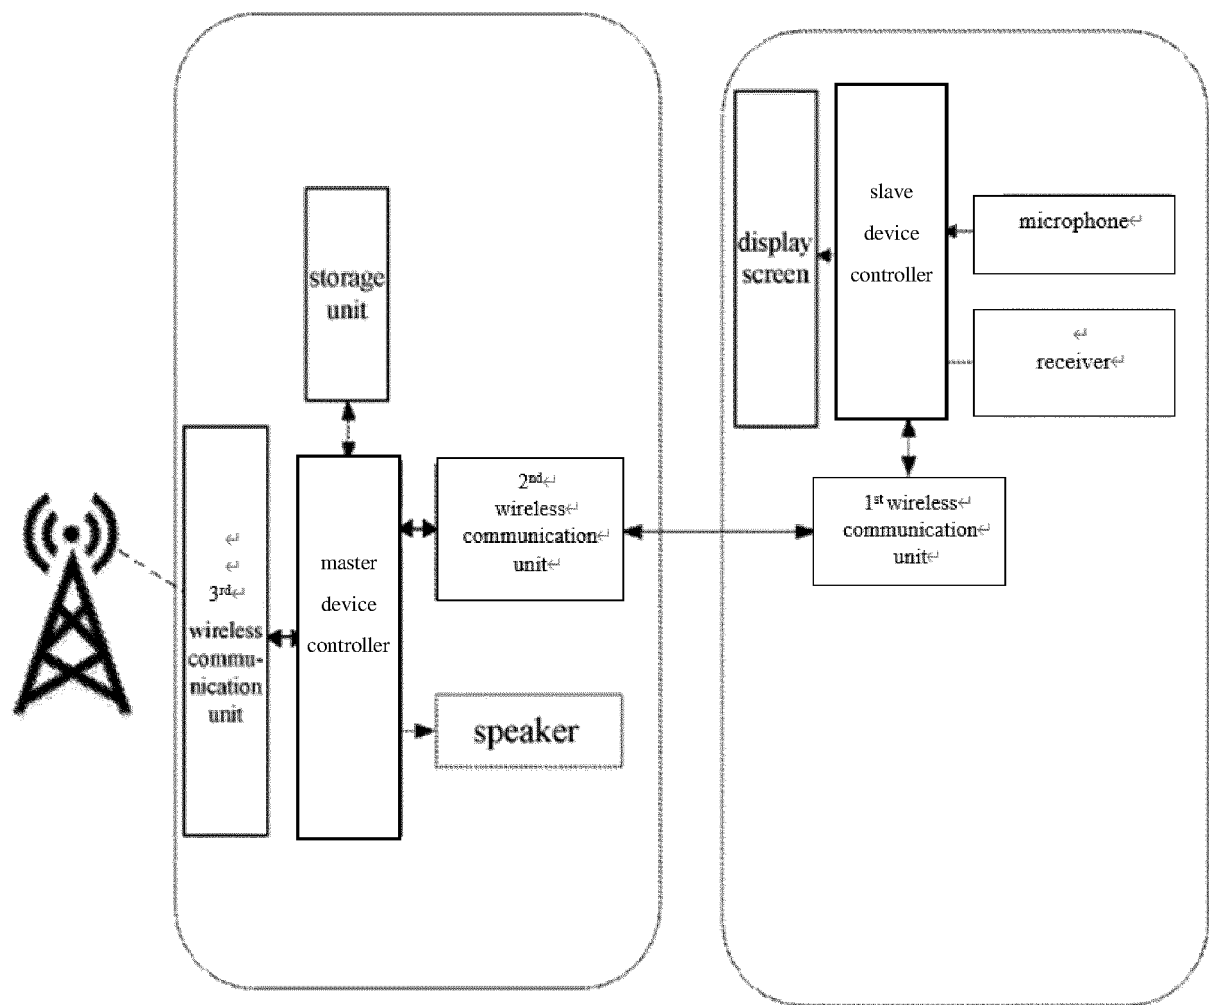 storage
unit
3rd
wireless
commu-
nication
unit
master
device
controller
2nd
wireless
communication
unit
speaker
display
screen
slave
device
controller
microphone
receiver
1st wireless
communication
unit